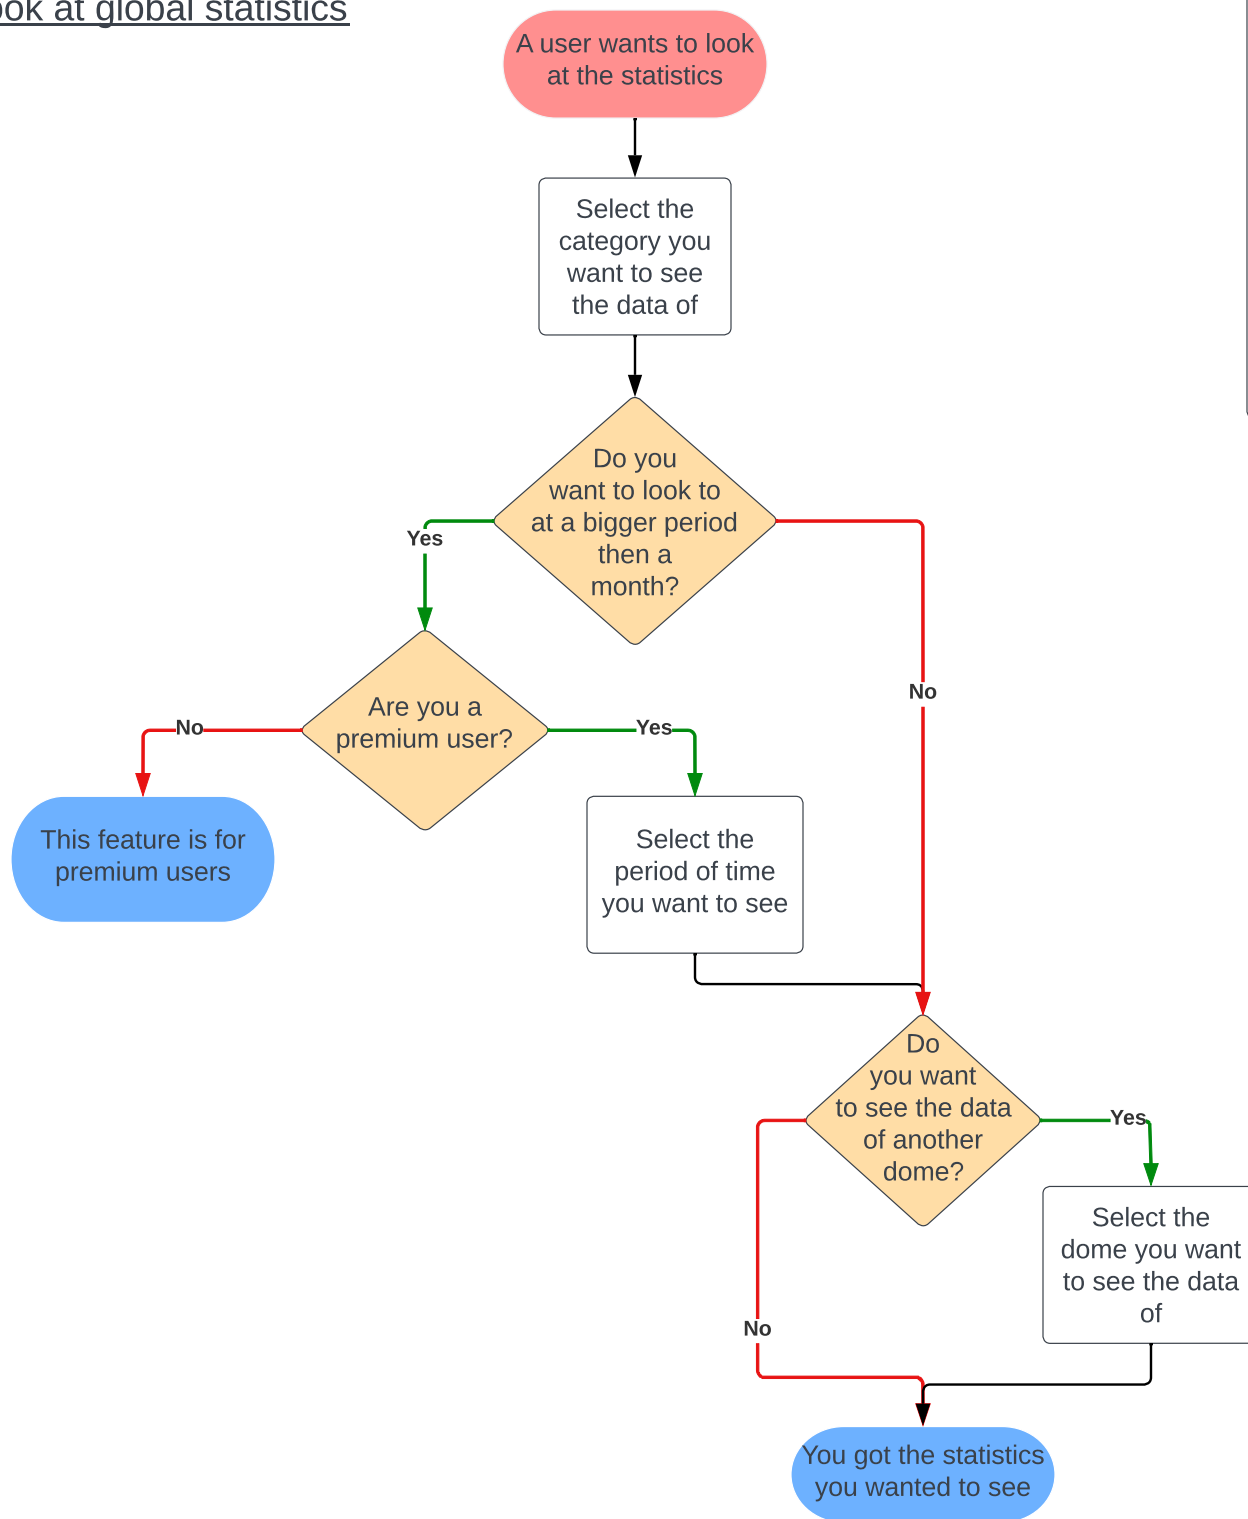 look at global statistics
A user wants to look
at the statistics
Select the
category you
want to see
the data of
Do you
want to look to
at a bigger period
then a
month?
Yes
No
Are you a
premium user?
No
Yes
This feature is for
premium users
Select the
period of time
you want to see
Do
you want
to see the data
of another
dome?
Yes
No
Select the
dome you want
to see the data
of
You got the statistics
you wanted to see